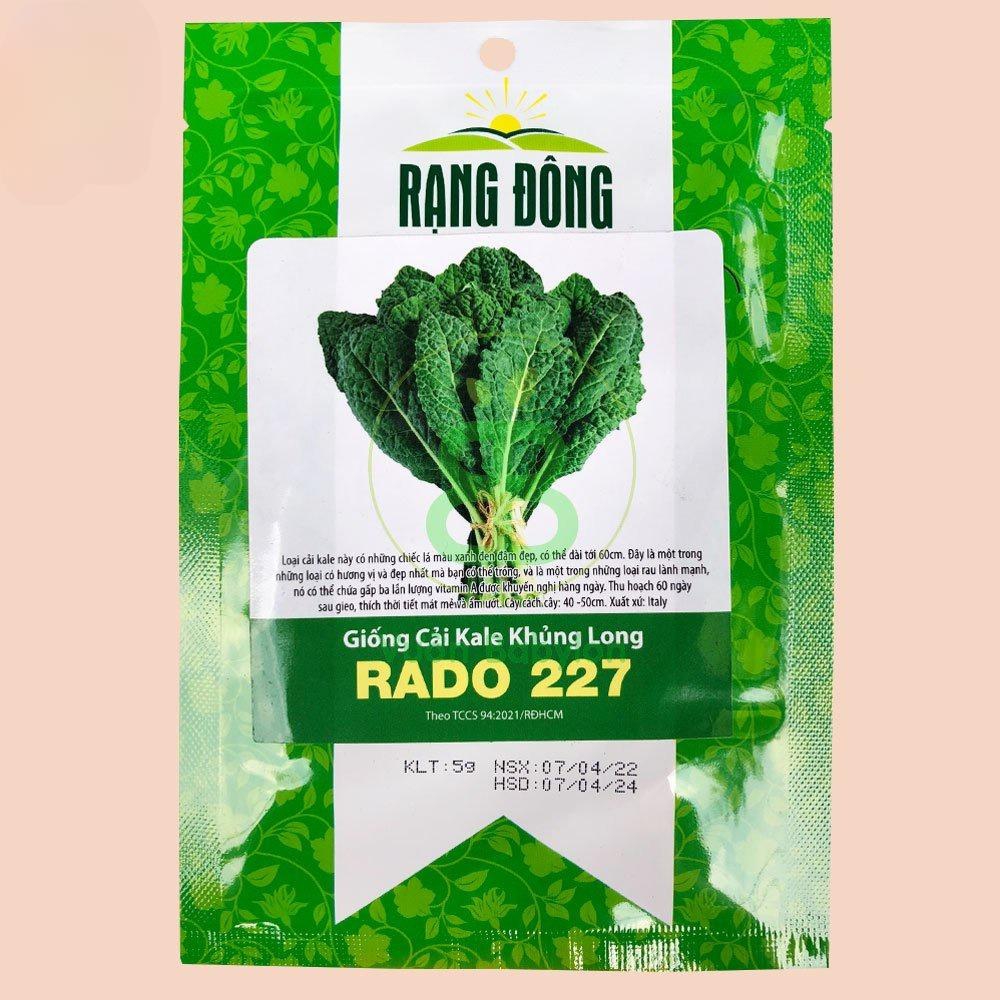 RẠNG ĐÔNG
Loại cải kale này có những chiếc lá màu xanh đen đậm đẹp, có thể dài tới 60cm. Đây là một trong
những loại có hương vị và đẹp nhất mà bạn có thể trồng, và là một trong những loại rau lành mạnh,
nó có thể chứa gấp ba lần lượng vitamin A được khuyến nghị hàng ngày. Thu hoạch 60 ngày
sau gieo, thích thời tiết mát mẻ và ẩm ướt. Cây cách cây: 40 -50cm. Xuất xứ: Italy
Giống Cải Kale Khủng Long
RADO 227
Theo TCCS 94:2021/RĐHCM
KLT:5g NSX:07/04/22
HSD:07/04/24